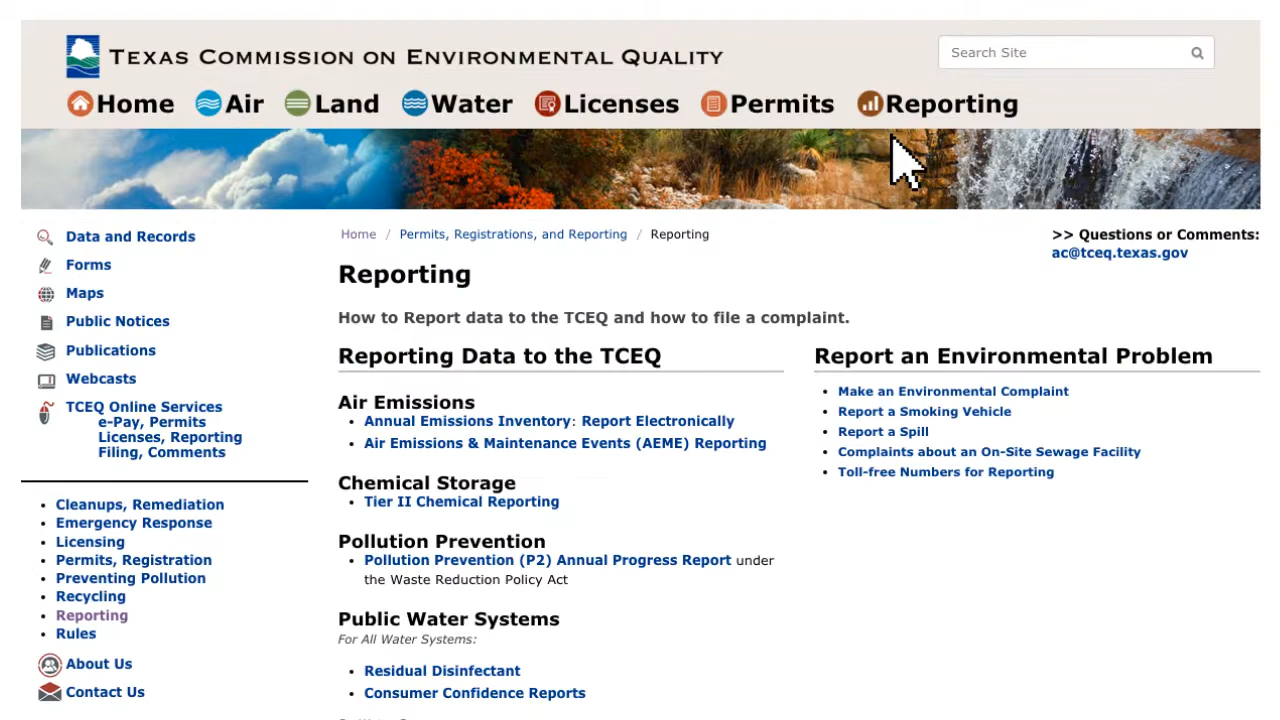 TEXAS COMMISSION ON ENVIRONMENTAL QUALITY
Search Site
Home Air Land Water Licenses Permits Reporting
Data and Records
Forms
Maps
Public Notices
Publications
Webcasts
TCEQ Online Services
e-Pay, Permits
Licenses, Reporting
Filing, Comments
Cleanups, Remediation
Emergency Response
Licensing
Permits, Registration
Preventing Pollution
Recycling
Reporting
Rules
About Us
Contact Us
Home / Permits, Registrations, and Reporting / Reporting
>> Questions or Comments:
ac@tceq.texas.gov
Reporting
How to Report data to the TCEQ and how to file a complaint.
Reporting Data to the TCEQ
Air Emissions
• Annual Emissions Inventory: Report Electronically
• Air Emissions & Maintenance Events (AEME) Reporting
Chemical Storage
• Tier II Chemical Reporting
Pollution Prevention
• Pollution Prevention (P2) Annual Progress Report under
the Waste Reduction Policy Act
Public Water Systems
For All Water Systems:
• Residual Disinfectant
• Consumer Confidence Reports
Report an Environmental Problem
• Make an Environmental Complaint
• Report a Smoking Vehicle
• Report a Spill
• Complaints about an On-Site Sewage Facility
• Toll-free Numbers for Reporting